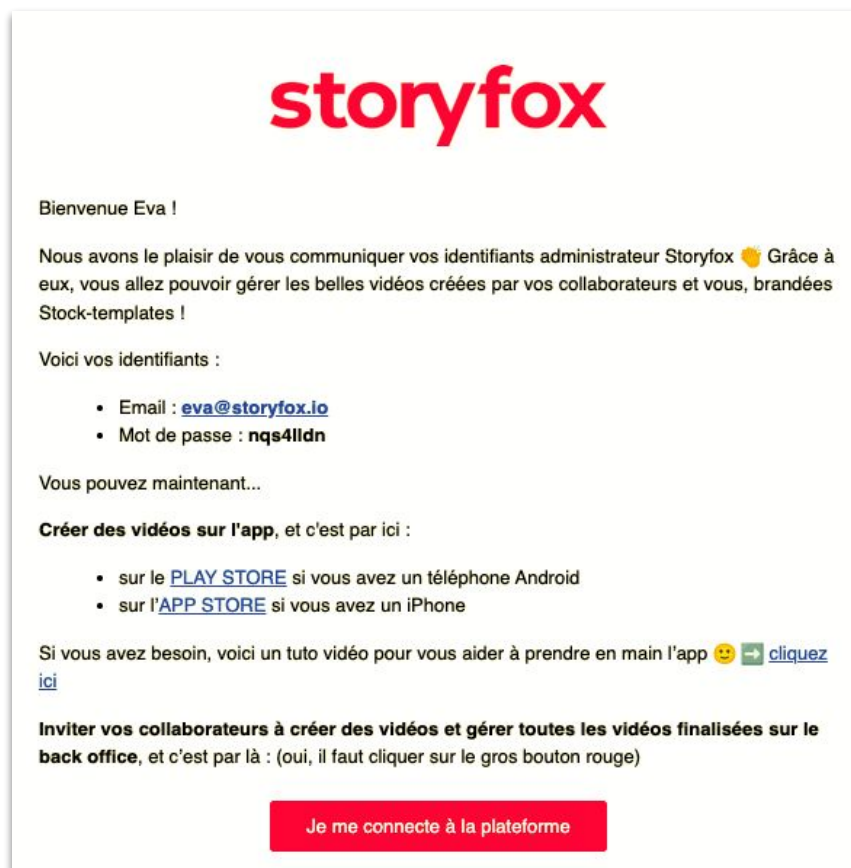 storyfox
Bienvenue Eva !
Nous avons le plaisir de vous communiquer vos identifiants administrateur Storyfox 👏 Grâce à
eux, vous allez pouvoir gérer les belles vidéos créées par vos collaborateurs et vous, brandées
Stock-templates !
Voici vos identifiants :
• Email : eva@storyfox.io
• Mot de passe : nqs4lldn
Vous pouvez maintenant...
Créer des vidéos sur l'app, et c'est par ici :
• sur le PLAY STORE si vous avez un téléphone Android
• sur l'APP STORE si vous avez un iPhone
Si vous avez besoin, voici un tuto vidéo pour vous aider à prendre en main l'app 🙂 ➡️ cliquez
ici
Inviter vos collaborateurs à créer des vidéos et gérer toutes les vidéos finalisées sur le
back office, et c'est par là : (oui, il faut cliquer sur le gros bouton rouge)
Je me connecte à la plateforme